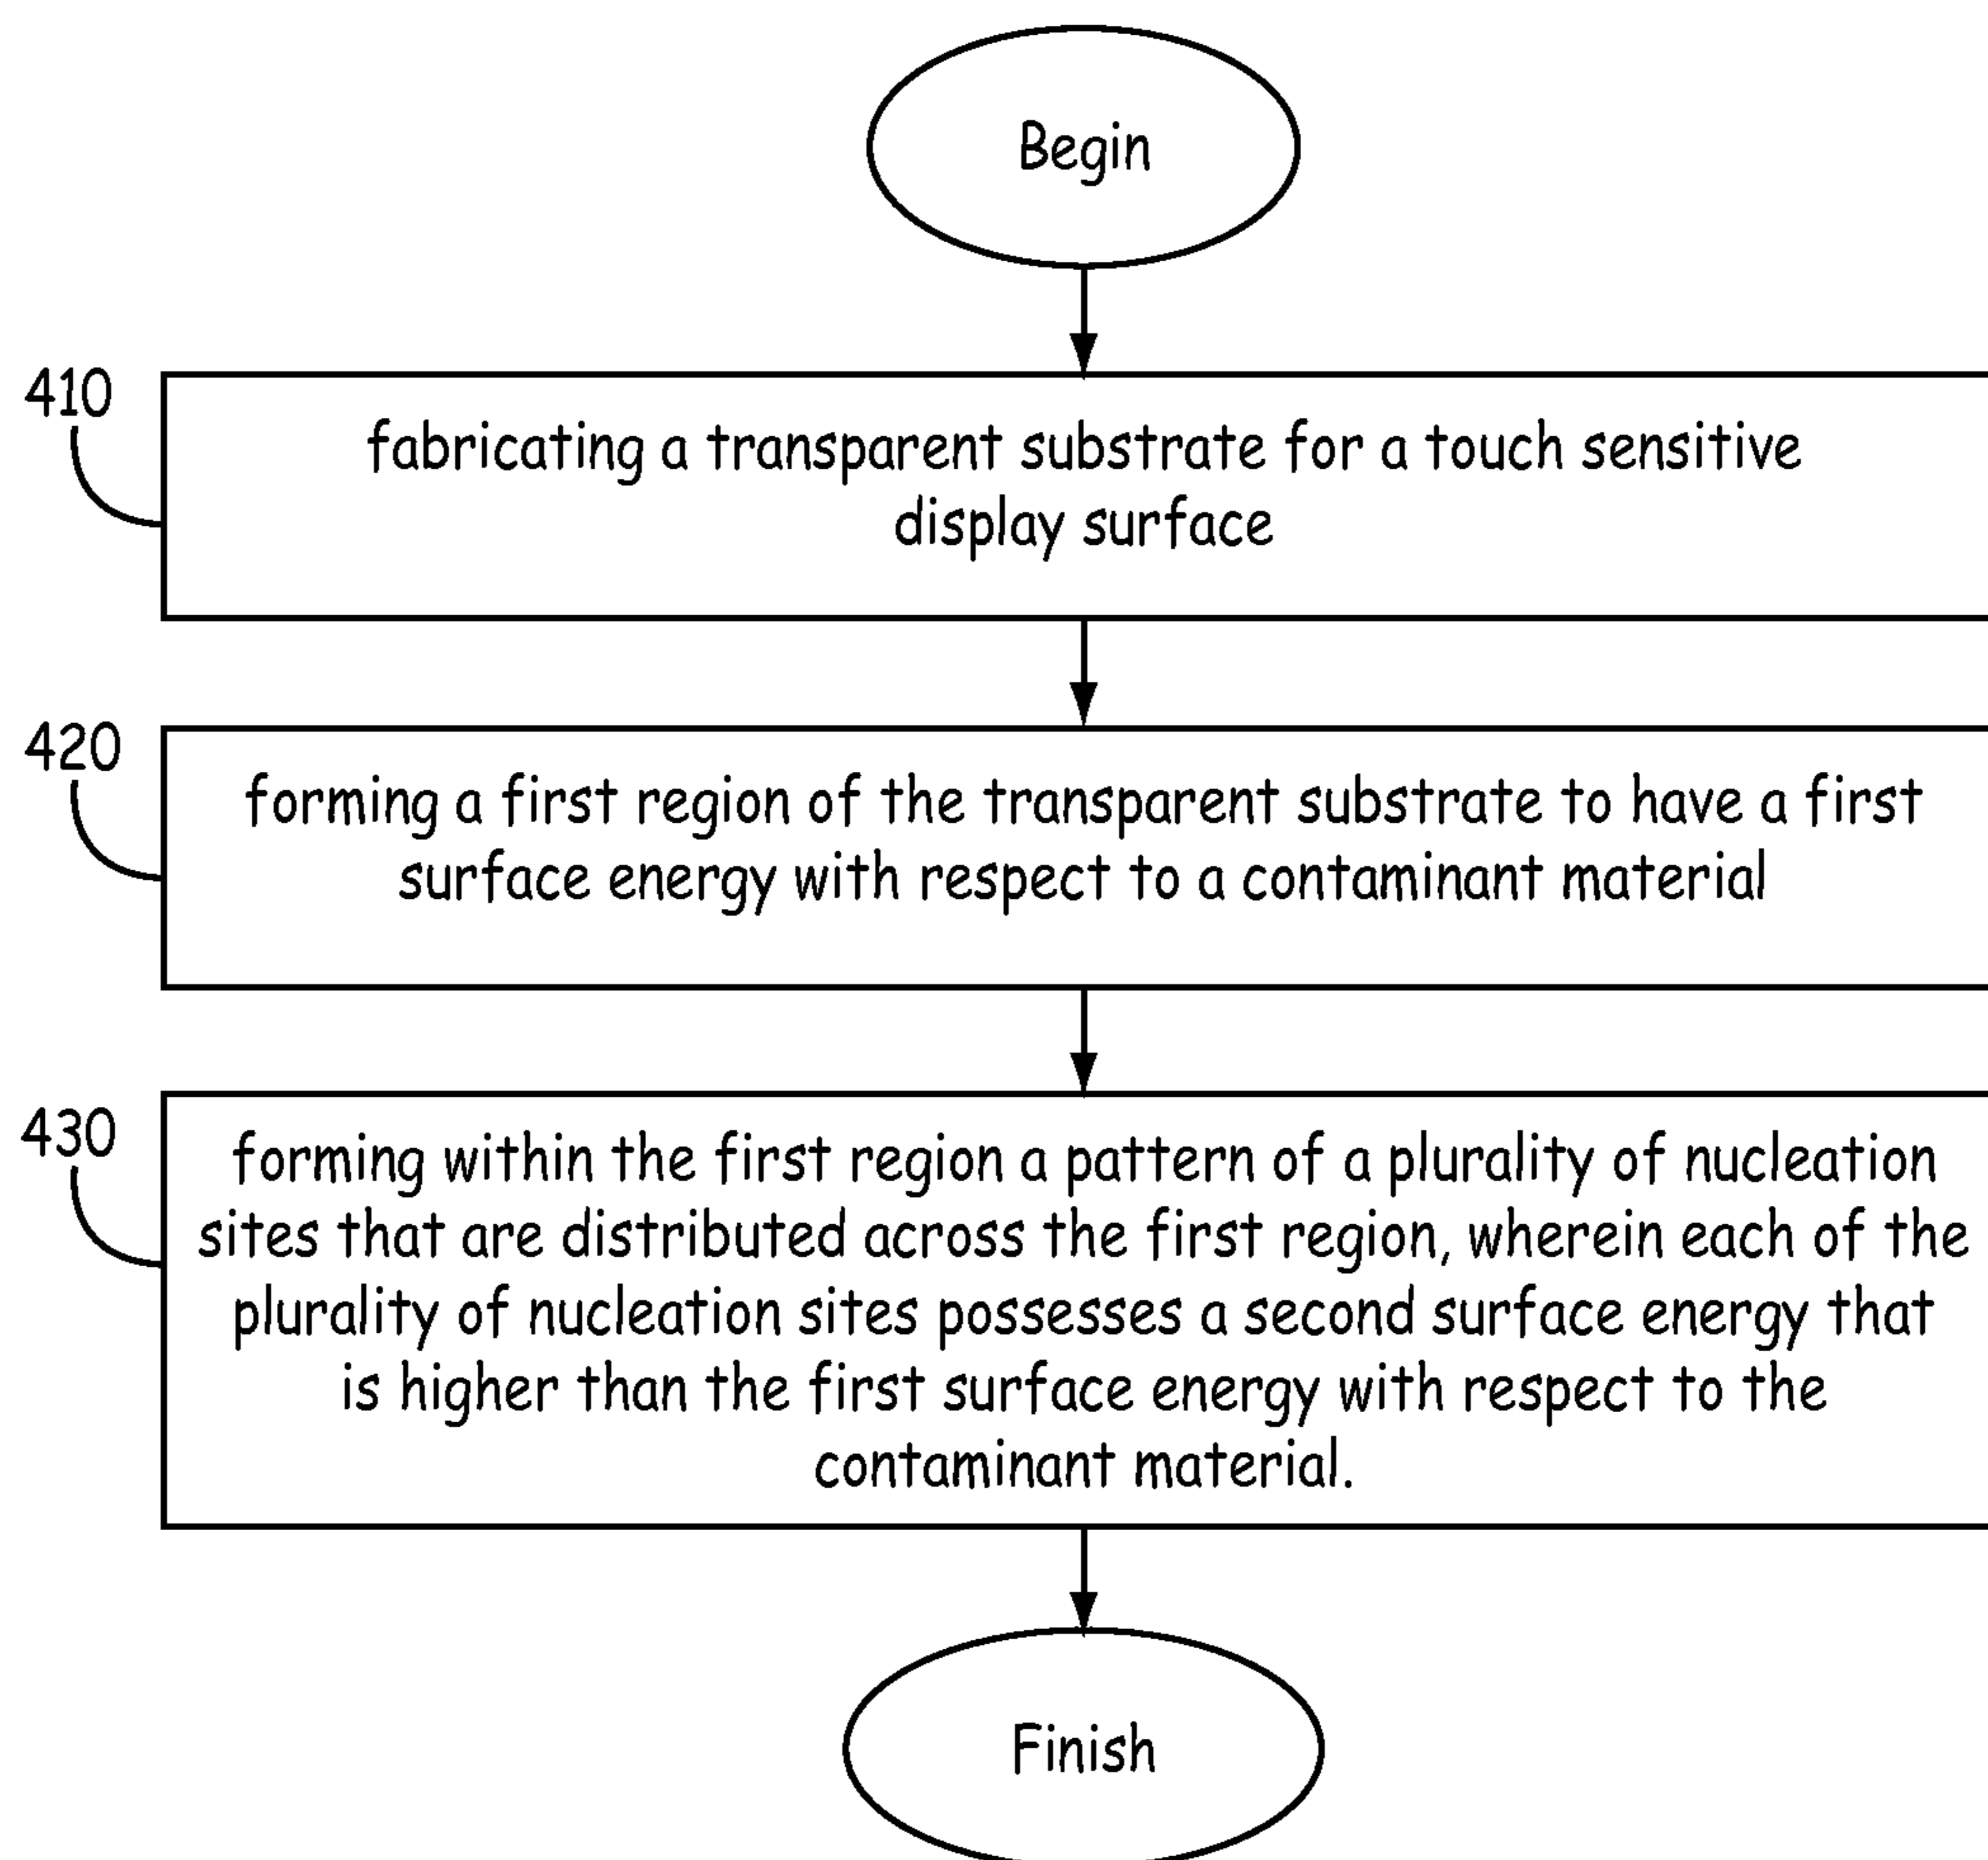 Begin
410
fabricating a transparent substrate for a touch sensitive
display surface
420
forming a first region of the transparent substrate to have a first
surface energy with respect to a contaminant material
430
forming within the first region a pattern of a plurality of nucleation
sites that are distributed across the first region, wherein each of the
plurality of nucleation sites possesses a second surface energy that
is higher than the first surface energy with respect to the
contaminant material.
Finish